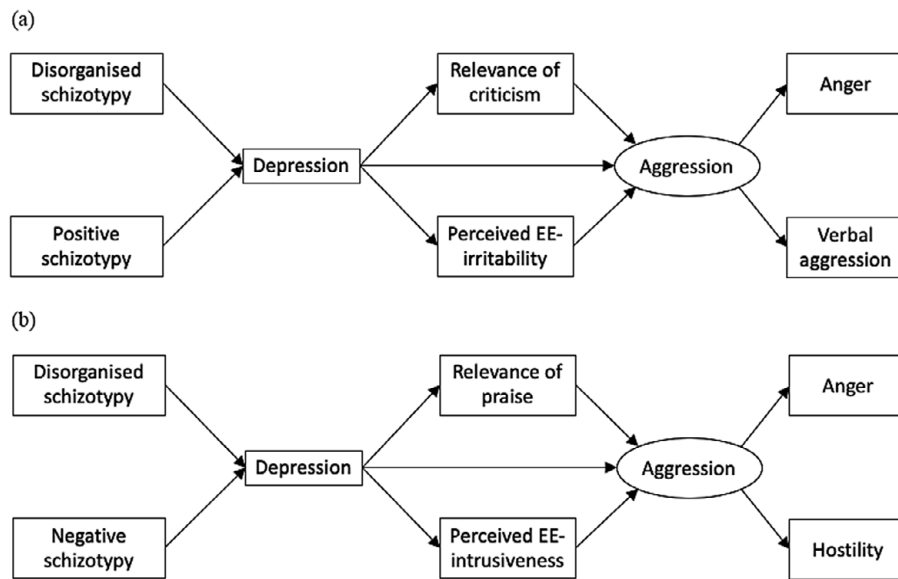 (a)
Disorganised
schizotypy
Relevance of
criticism
Anger
Depression
Aggression
Positive
schizotypy
Perceived EE-
irritability
Verbal
aggression
(b)
Disorganised
schizotypy
Relevance of
praise
Anger
Depression
Aggression
Negative
schizotypy
Perceived EE-
intrusiveness
Hostility